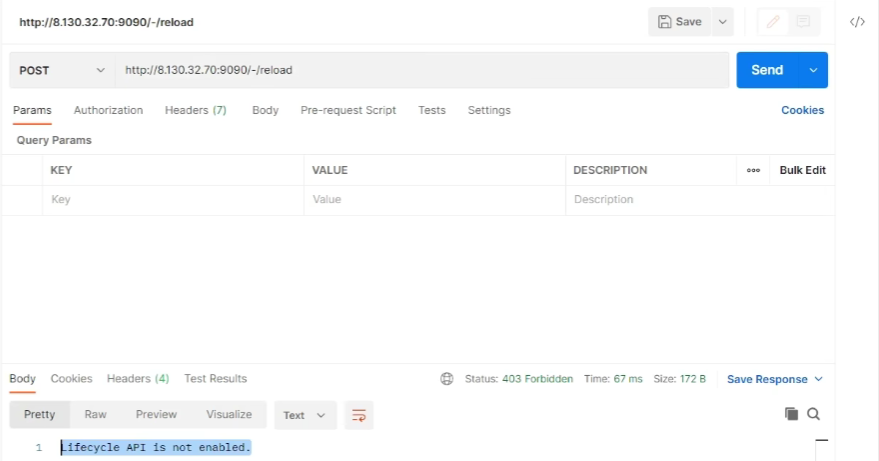 http://8.130.32.70:9090/-/reload
Save
POST
http://8.130.32.70:9090/-/reload
Send
Params Authorization Headers (7) Body Pre-request Script Tests Settings Cookies
Query Params
KEY VALUE DESCRIPTION ooo Bulk Edit
Key Value Description
Body Cookies Headers (4) Test Results Status: 403 Forbidden Time: 67 ms Size: 172 B Save Response
Pretty Raw Preview Visualize Text
1 Lifecycle API is not enabled.